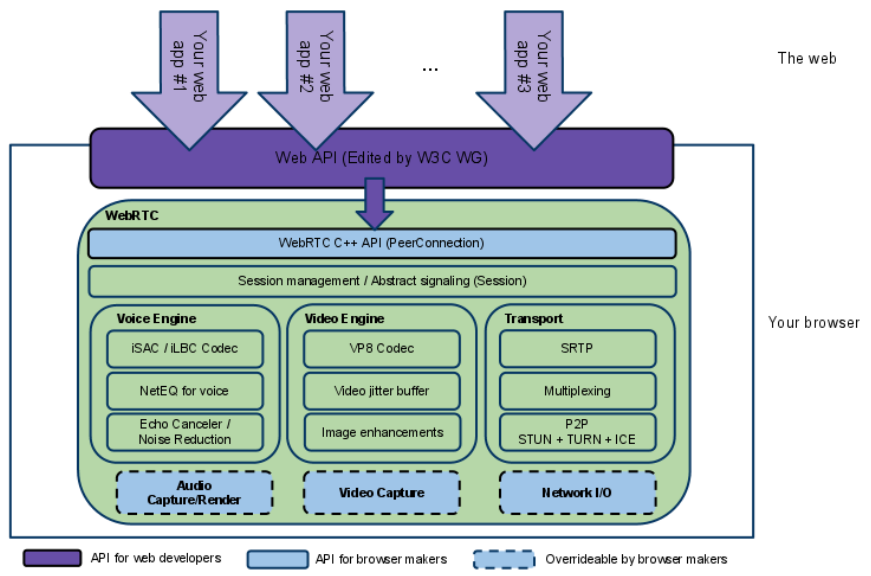 Your web
app #1
Your web
app #2
...
Your web
app #3
The web
Web API (Edited by W3C WG)
WebRTC
WebRTC C++ API (PeerConnection)
Session management / Abstract signaling (Session)
Your browser
Voice Engine
iSAC / iLBC Codec
NetEQ for voice
Echo Canceler /
Noise Reduction
Video Engine
VP8 Codec
Video jitter buffer
Image enhancements
Transport
SRTP
Multiplexing
P2P
STUN + TURN + ICE
Audio
Capture/Render
Video Capture
Network I/O
API for web developers
API for browser makers
Overrideable by browser makers